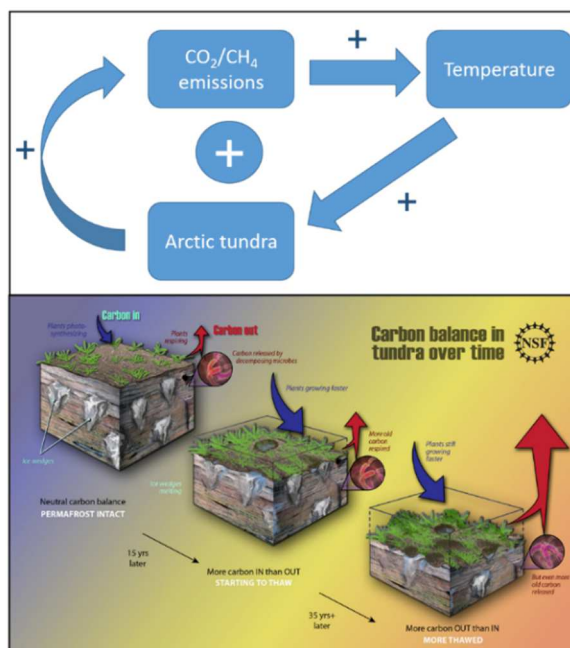 +
CO₂/CH₄
emissions
Temperature
+
+
Arctic tundra
+
Carbon balance in
tundra over time
NSF
Carbon in
Plants photo-
synthesizing
Plants
respiring
Carbon out
Carbon released by
decomposing microbes
Ice wedges
Neutral carbon balance
PERMAFROST INTACT
15 yrs
later
Plants growing faster
More old
carbon
respired
Ice wedges
melting
More carbon IN than OUT
STARTING TO THAW
35 yrs+
later
Plants still
growing
faster
But even more
old carbon
released
More carbon OUT than IN
MORE THAWED